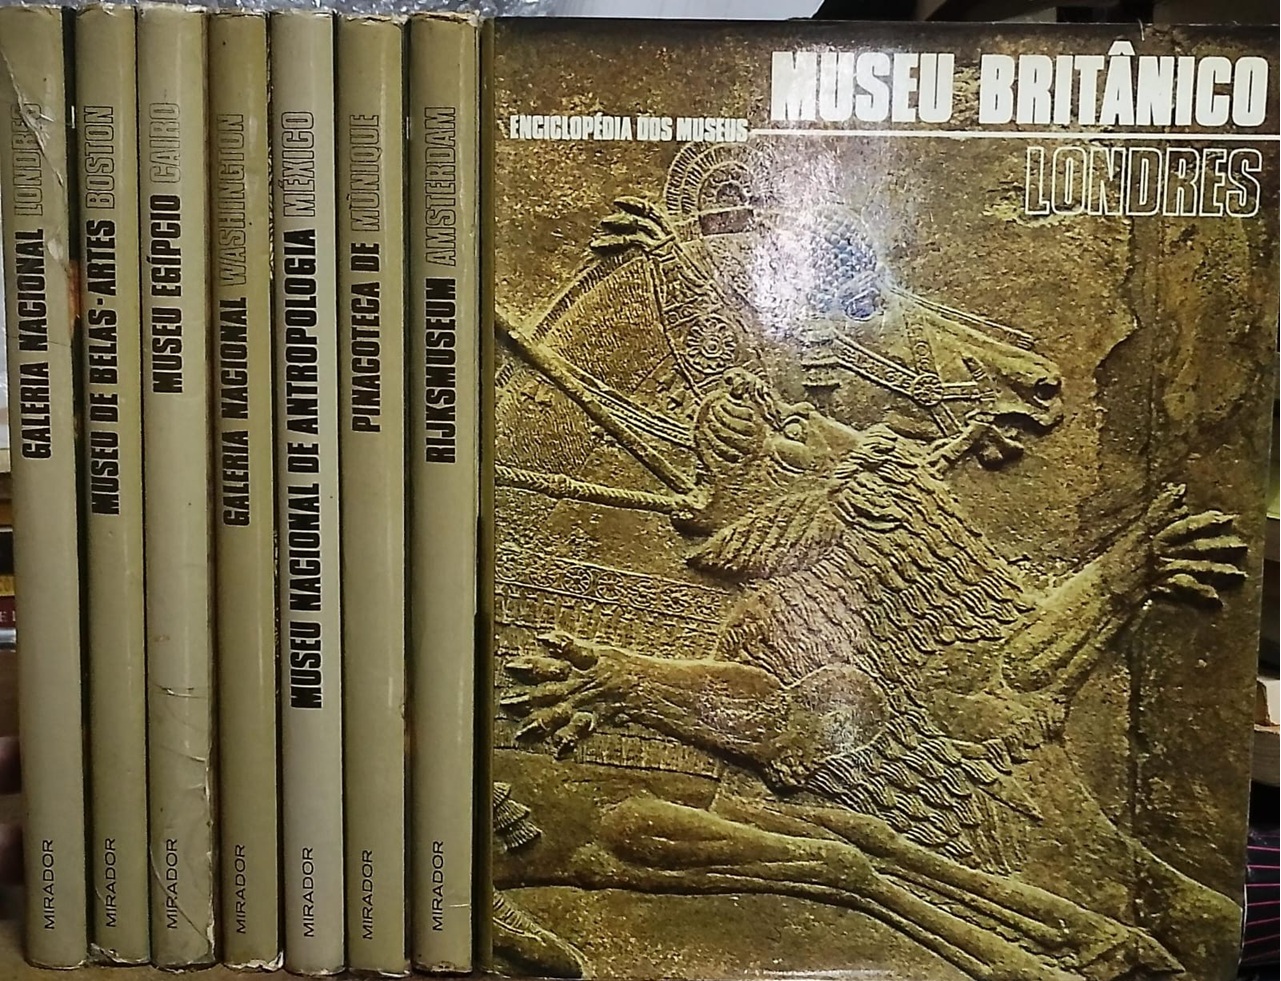 GALERIA NACIONAL LONDRES
MIRADOR
MUSEU DE BELAS-ARTES BOSTON
MIRADOR
MUSEU EGÍPCIO CAIRO
MIRADOR
GALERIA NACIONAL WASHINGTON
MIRADOR
MUSEU NACIONAL DE ANTROPOLOGIA MÉXICO
MIRADOR
PINACOTECA DE MÙNIQUE
MIRADOR
RIJKSMUSEUM AMSTERDAM
MIRADOR
MUSEU BRITÂNICO
ENCICLOPÉDIA DOS MUSEUS
LONDRES